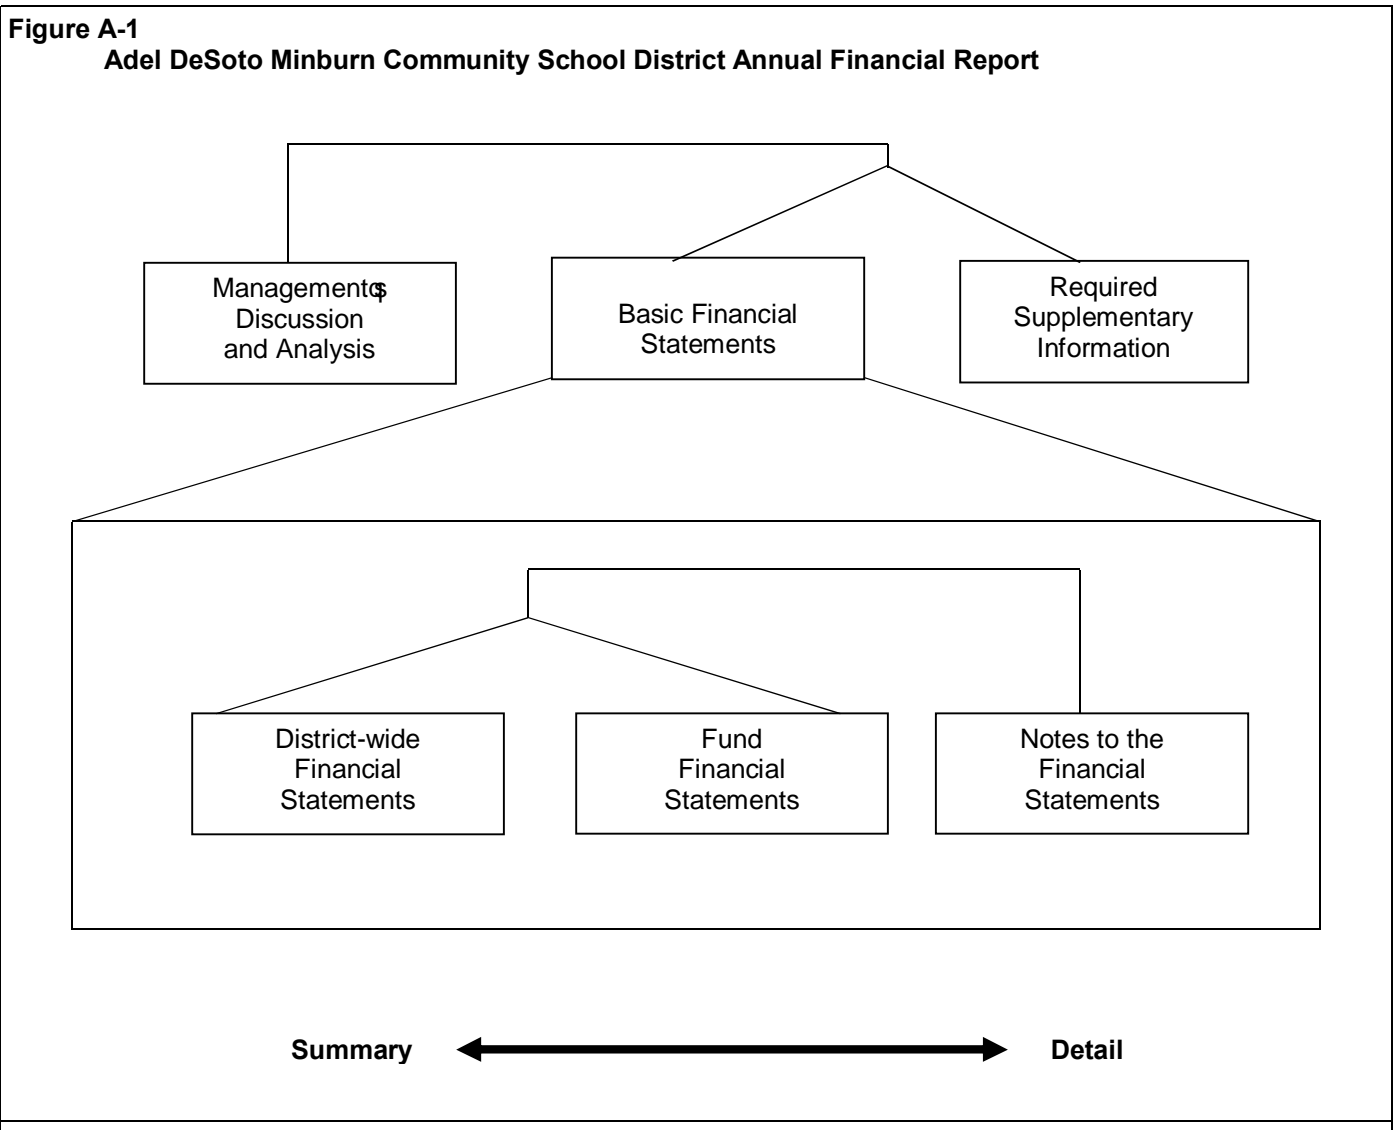 Figure A-1
Adel DeSoto Minburn Community School District Annual Financial Report
Management's
Discussion
and Analysis
Basic Financial
Statements
Required
Supplementary
Information
District-wide
Financial
Statements
Fund
Financial
Statements
Notes to the
Financial
Statements
Summary
Detail